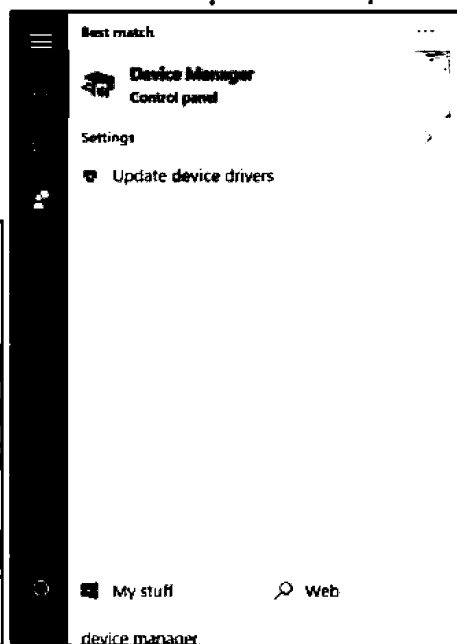 Best match
Device Manager
Control panel
Settings
Update device drivers
My stuff
Web
device manager